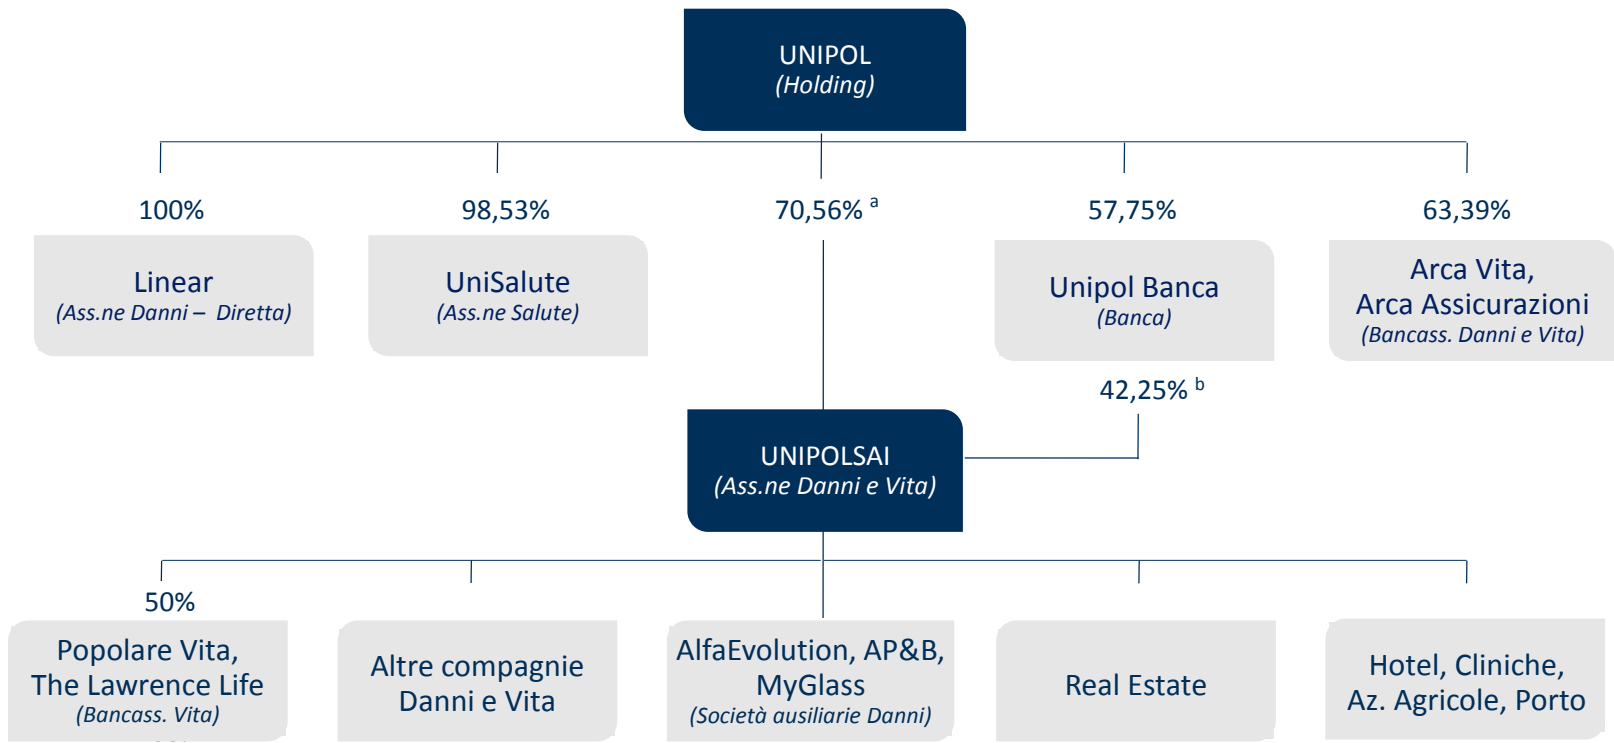 UNIPOL
(Holding)
100%
98,53%
70,56% a
57,75%
63,39%
Linear
(Ass.ne Danni – Diretta)
UniSalute
(Ass.ne Salute)
Unipol Banca
(Banca)
Arca Vita,
Arca Assicurazioni
(Bancass. Danni e Vita)
42,25% b
UNIPOLSAI
(Ass.ne Danni e Vita)
50%
Popolare Vita,
The Lawrence Life
(Bancass. Vita)
Altre compagnie
Danni e Vita
AlfaEvolution, AP&B,
MyGlass
(Società ausiliarie Danni)
Real Estate
Hotel, Cliniche,
Az. Agricole, Porto